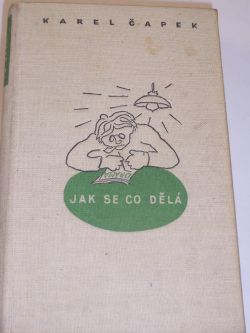 KAREL ČAPEK
JAK SE CO DĚLÁ